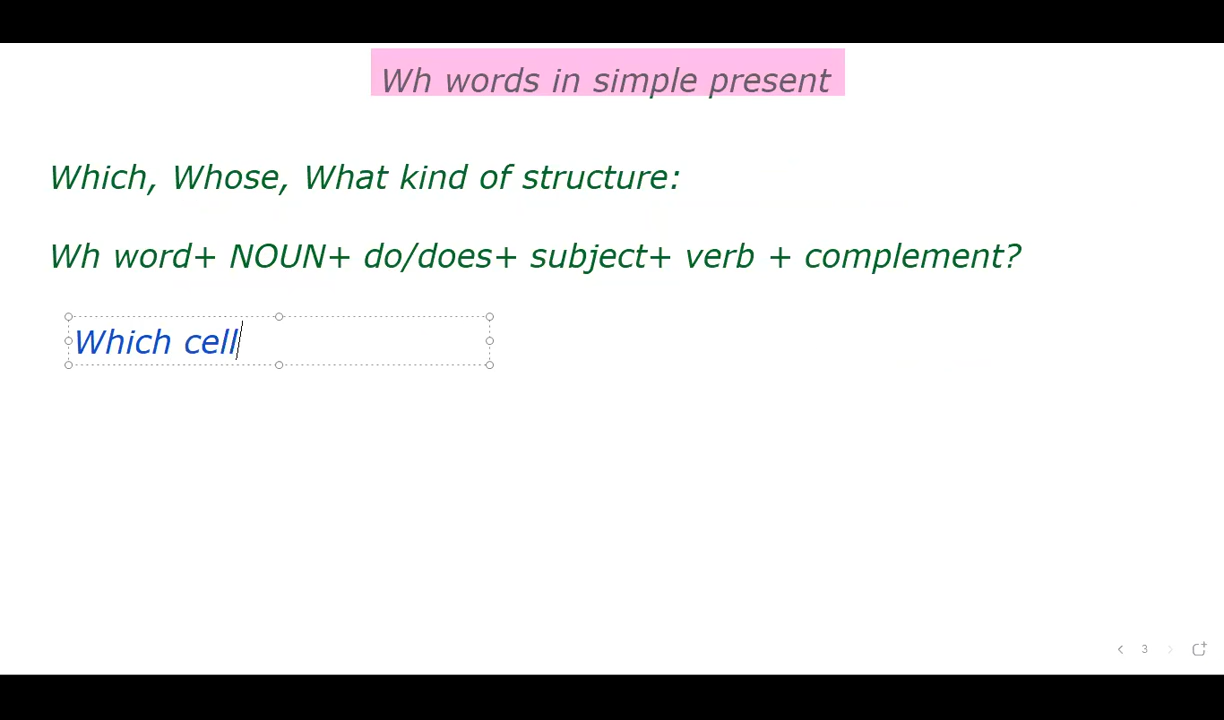 Wh words in simple present
Which, Whose, What kind of structure:
Wh word+ NOUN+ do/does+ subject+ verb + complement?
Which cell
3